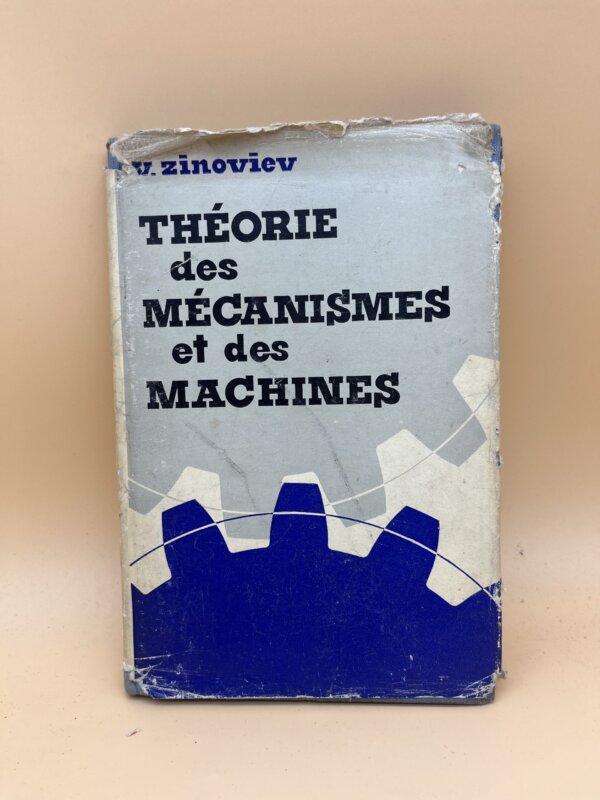 v. zinoviev
THÉORIE
des
MÉCANISMES
et des
MACHINES